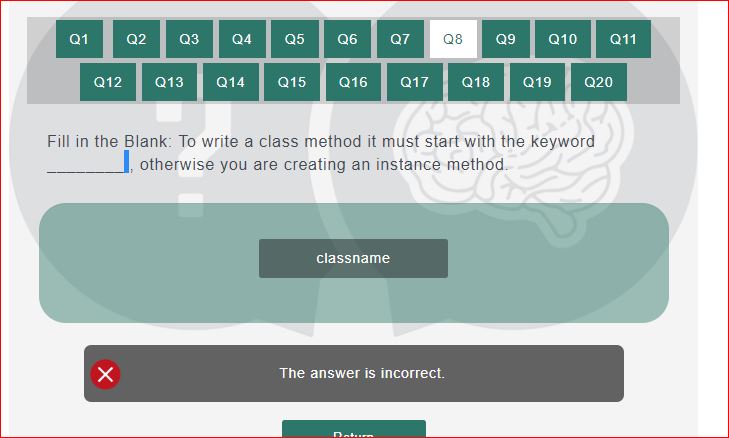 Q1 Q2 Q3 Q4 Q5 Q6 Q7 Q8 Q9 Q10 Q11
Q12 Q13 Q14 Q15 Q16 Q17 Q18 Q19 Q20
Fill in the Blank: To write a class method it must start with the keyword
________, otherwise you are creating an instance method.
classname
The answer is incorrect.
Return